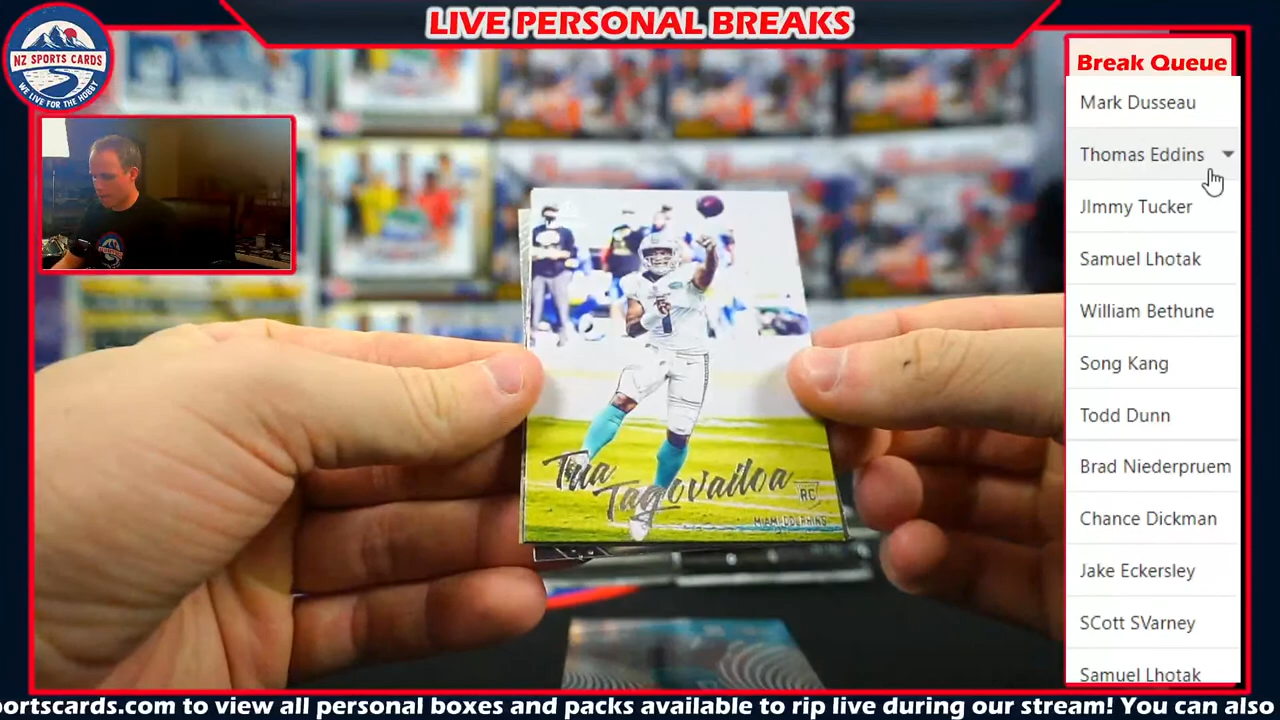 LIVE PERSONAL BREAKS
NZ SPORTS CARDS
WE LIVE FOR THE HOBBY
Break Queue
Mark Dusseau
Thomas Eddins
JImmy Tucker
Samuel Lhotak
William Bethune
Song Kang
Todd Dunn
Brad Niederpruem
Chance Dickman
Jake Eckersley
SCott SVarney
Samuel Lhotak
Tua
Tagovailoa
RC
MIAMI DOLPHINS
portscards.com to view all personal boxes and packs available to rip live during our stream! You can also